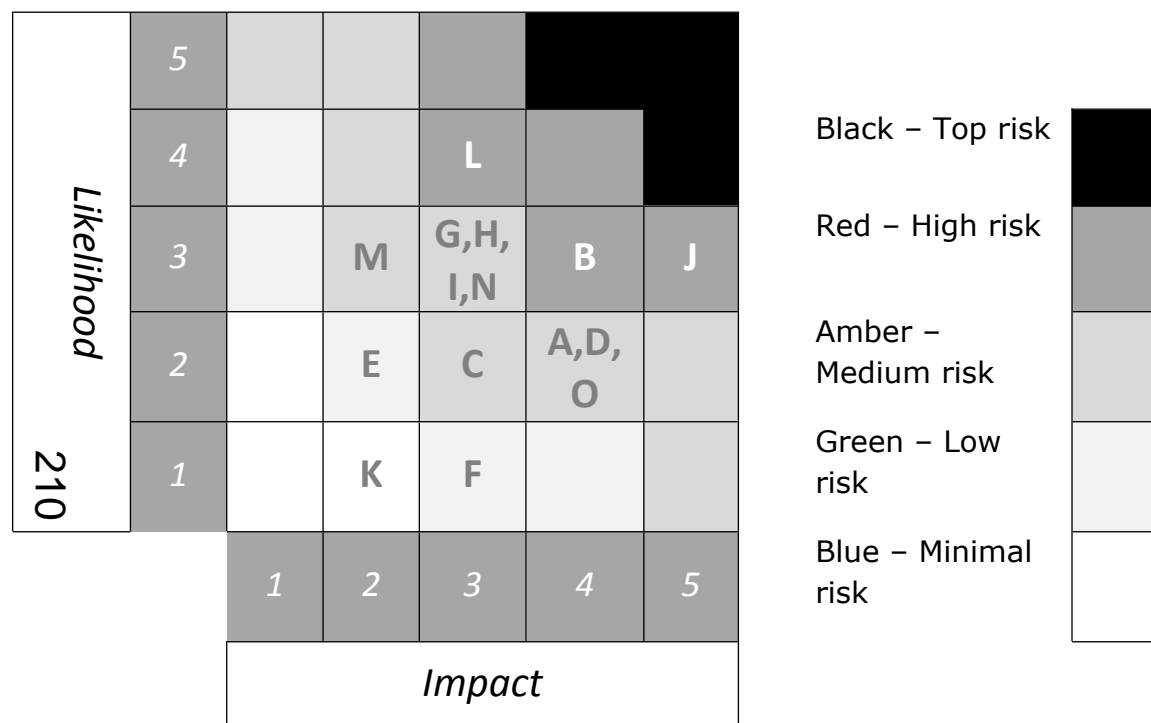 5
4
L
3
M
G,H,
I,N
B
J
2
E
C
A,D,
O
1
K
F
1
2
3
4
5
Likelihood
210
Impact
Black – Top risk
Red – High risk
Amber –
Medium risk
Green – Low
risk
Blue – Minimal
risk